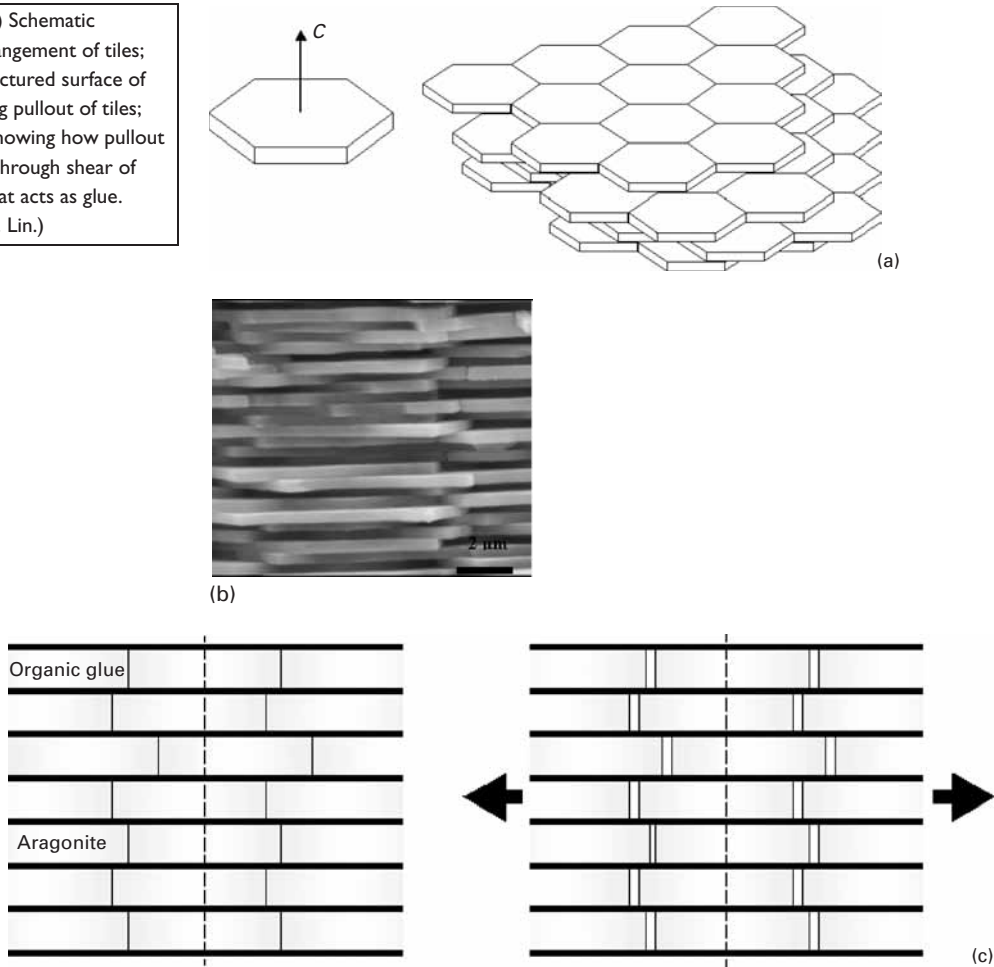 ) Schematic
angement of tiles;
ctured surface of
g pullout of tiles;
howing how pullout
through shear of
at acts as glue.
Lin.)
C
(a)
2 μm
(b)
Organic glue
Aragonite
(c)